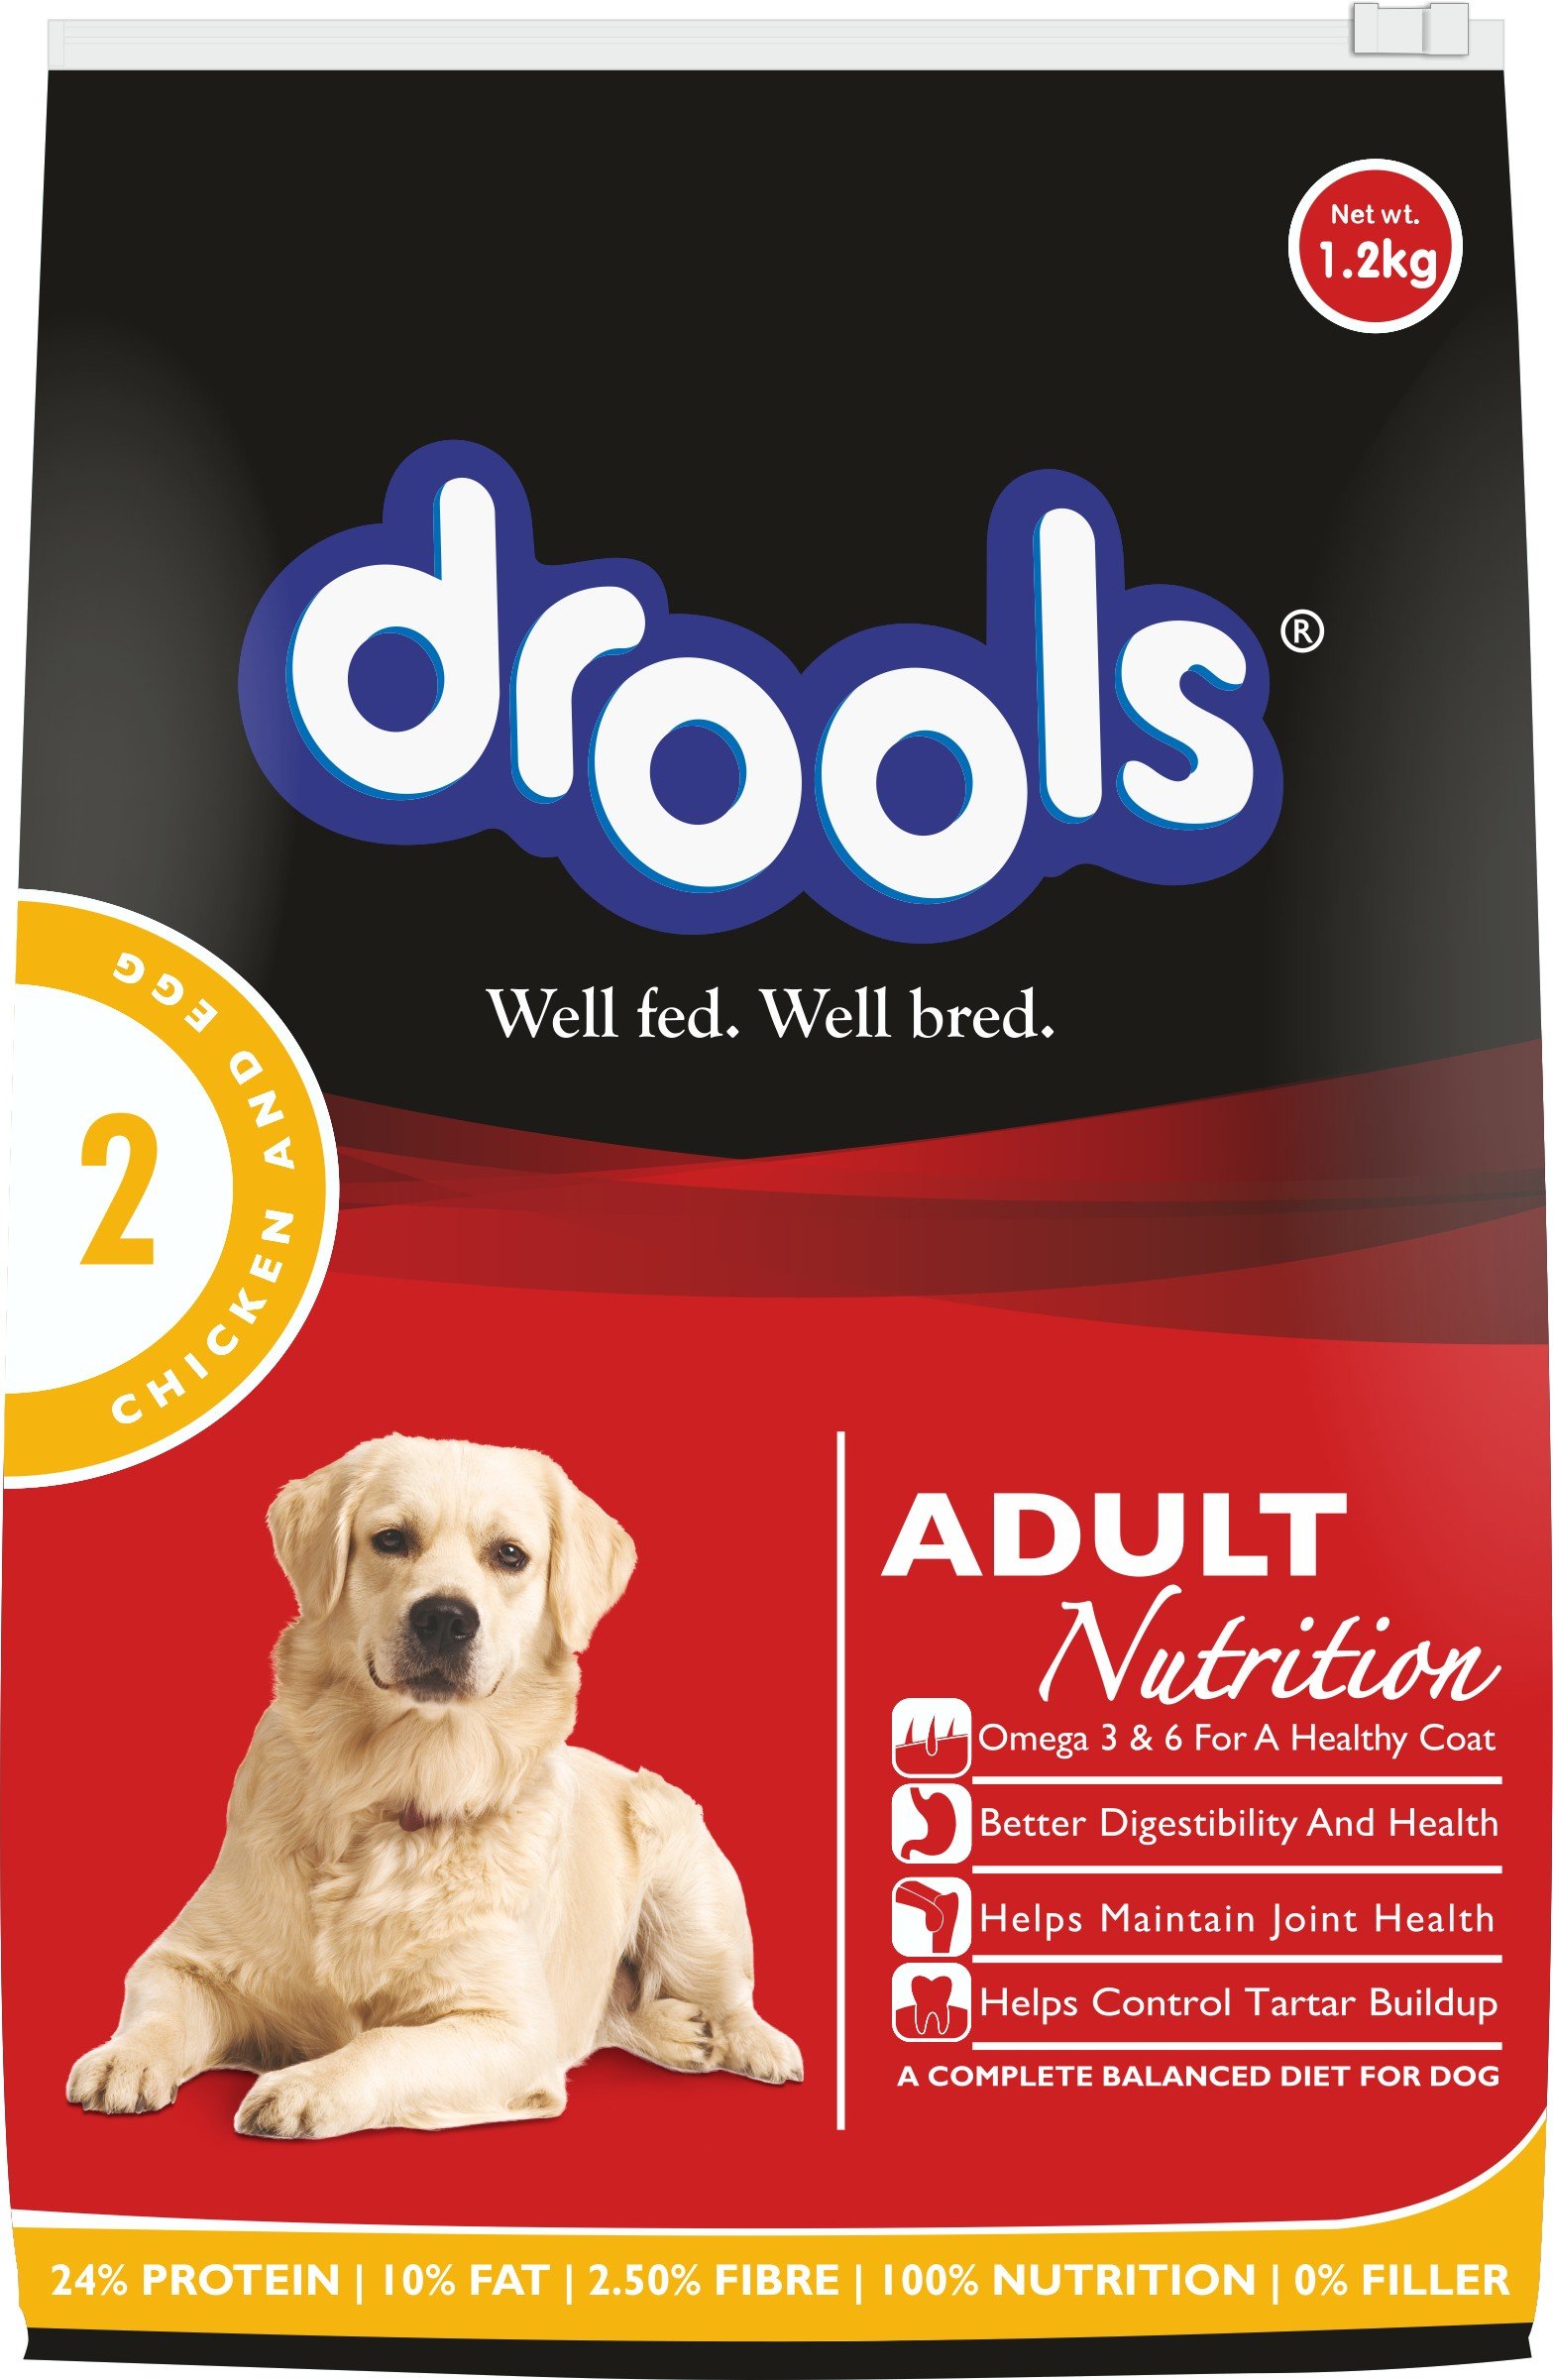 Net wt.
1.2kg
drools®
Well fed. Well bred.
CHICKEN AND EGG
2
ADULT
Nutrition
Omega 3 & 6 For A Healthy Coat
Better Digestibility And Health
Helps Maintain Joint Health
Helps Control Tartar Buildup
A COMPLETE BALANCED DIET FOR DOG
24% PROTEIN | 10% FAT | 2.50% FIBRE | 100% NUTRITION | 0% FILLER